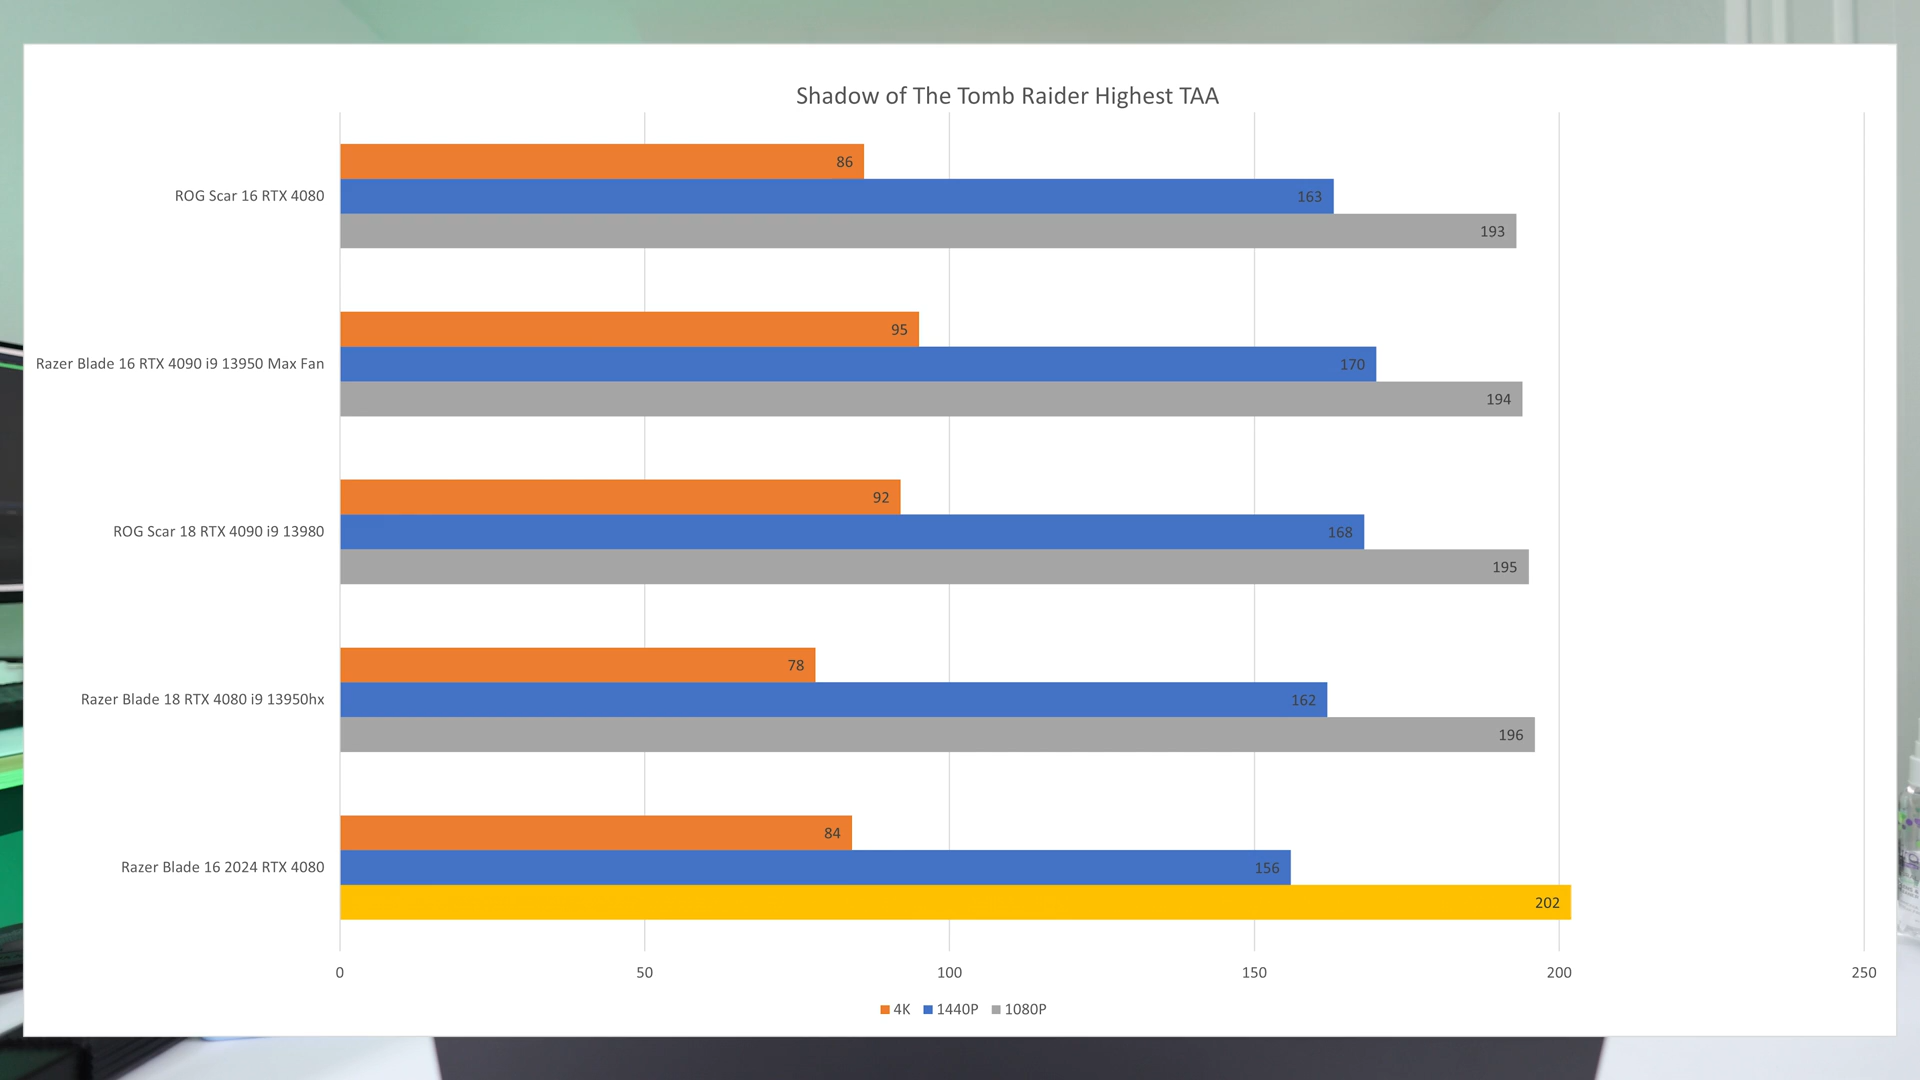 Shadow of The Tomb Raider Highest TAA
ROG Scar 16 RTX 4080
86
163
193
Razer Blade 16 RTX 4090 i9 13950 Max Fan
95
170
194
ROG Scar 18 RTX 4090 i9 13980
92
168
195
Razer Blade 18 RTX 4080 i9 13950hx
78
162
196
Razer Blade 16 2024 RTX 4080
84
156
202
0 50 100 150 200 250
4K 1440P 1080P